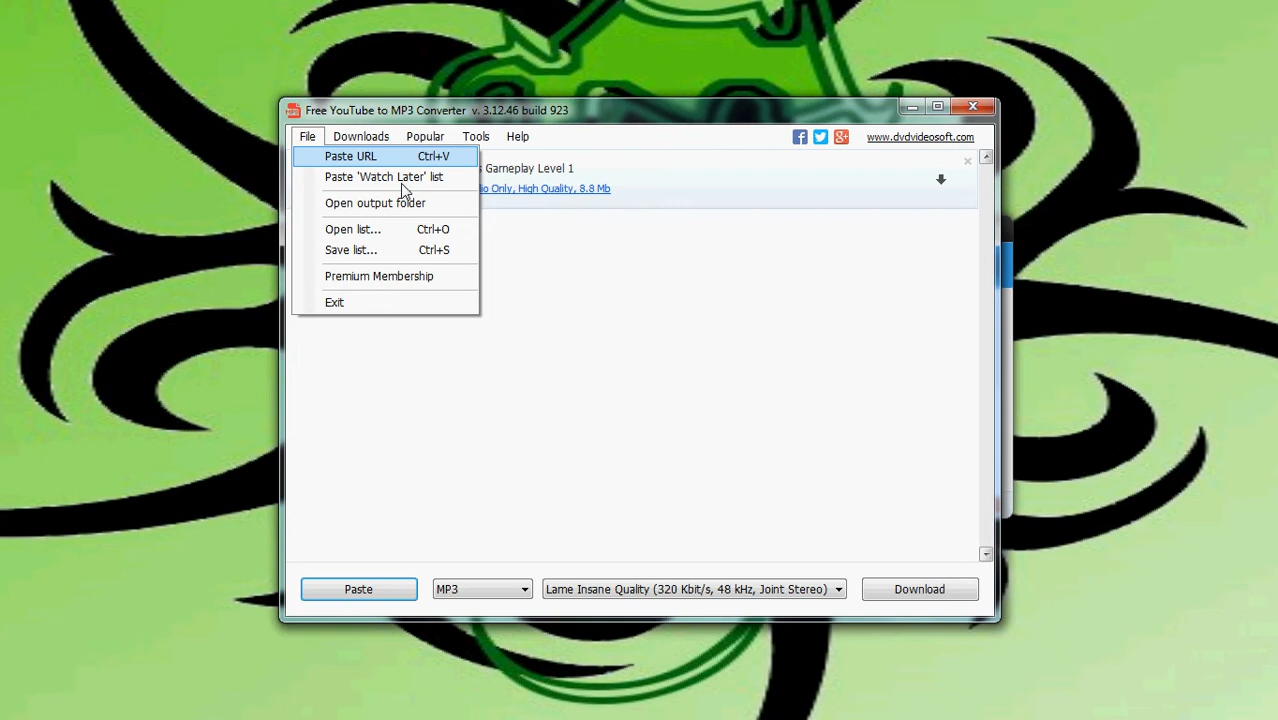 Free YouTube to MP3 Converter v. 3.12.46 build 923
File Downloads Popular Tools Help www.dvdvideosoft.com
Paste URL Ctrl+V
Gameplay Level 1
Paste 'Watch Later' list
Only, High Quality, 8.8 Mb
Open output folder
Open list... Ctrl+O
Save list... Ctrl+S
Premium Membership
Exit
Paste MP3 Lame Insane Quality (320 Kbit/s, 48 kHz, Joint Stereo) Download